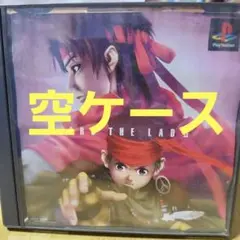 PlayStation
空ケース
THE LAD